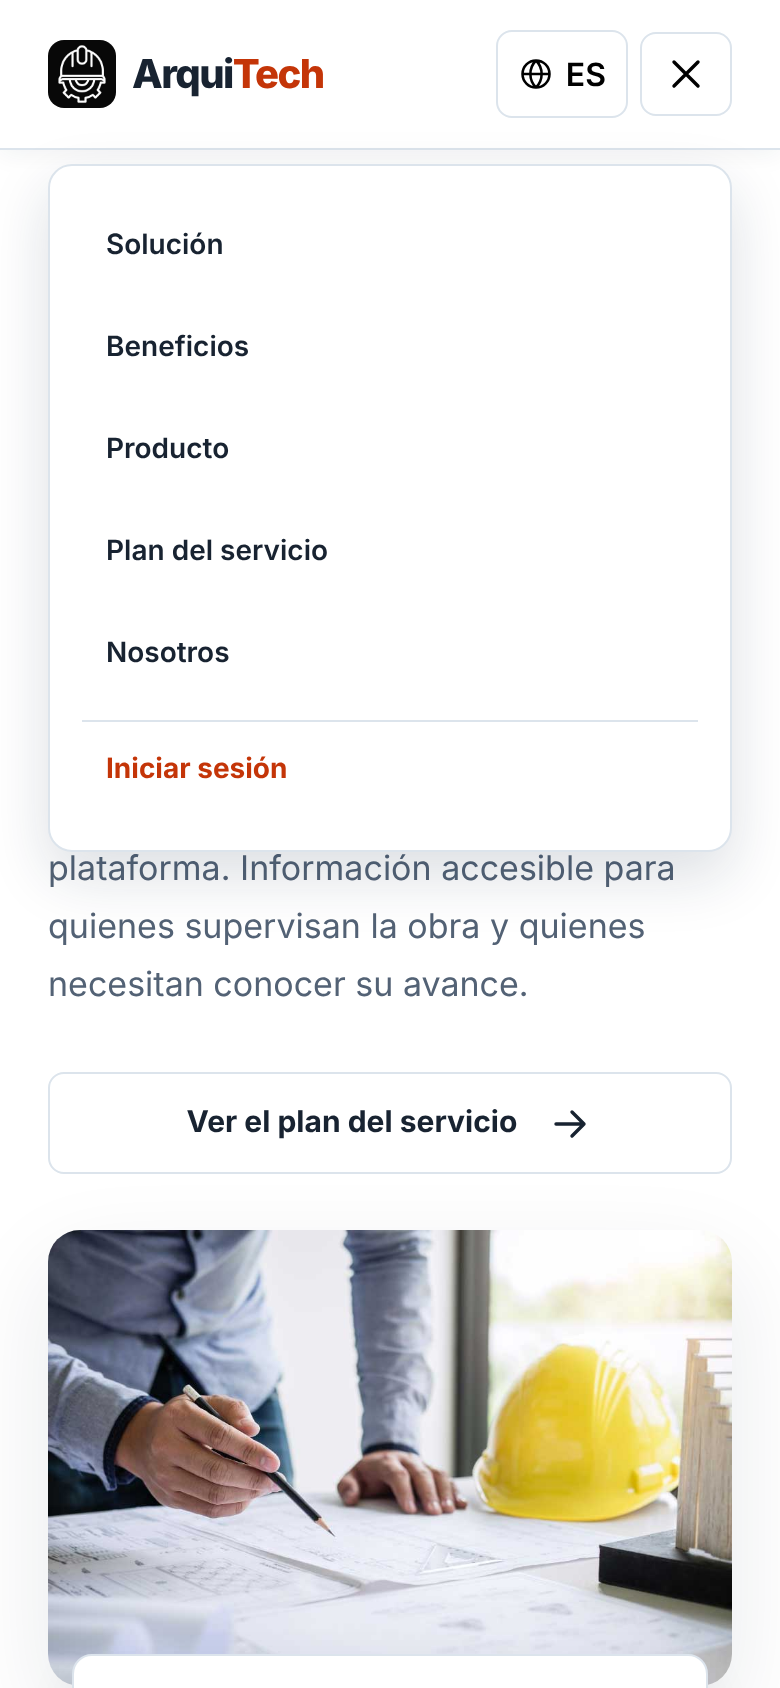 ArquiTech
ES
Solución
Beneficios
Producto
Plan del servicio
Nosotros
Iniciar sesión
plataforma. Información accesible para
quienes supervisan la obra y quienes
necesitan conocer su avance.
Ver el plan del servicio